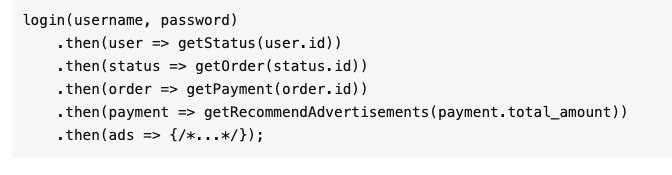 login(username, password)
    .then(user => getStatus(user.id))
    .then(status => getOrder(status.id))
    .then(order => getPayment(order.id))
    .then(payment => getRecommendAdvertisements(payment.total_amount))
    .then(ads => {/*...*/});